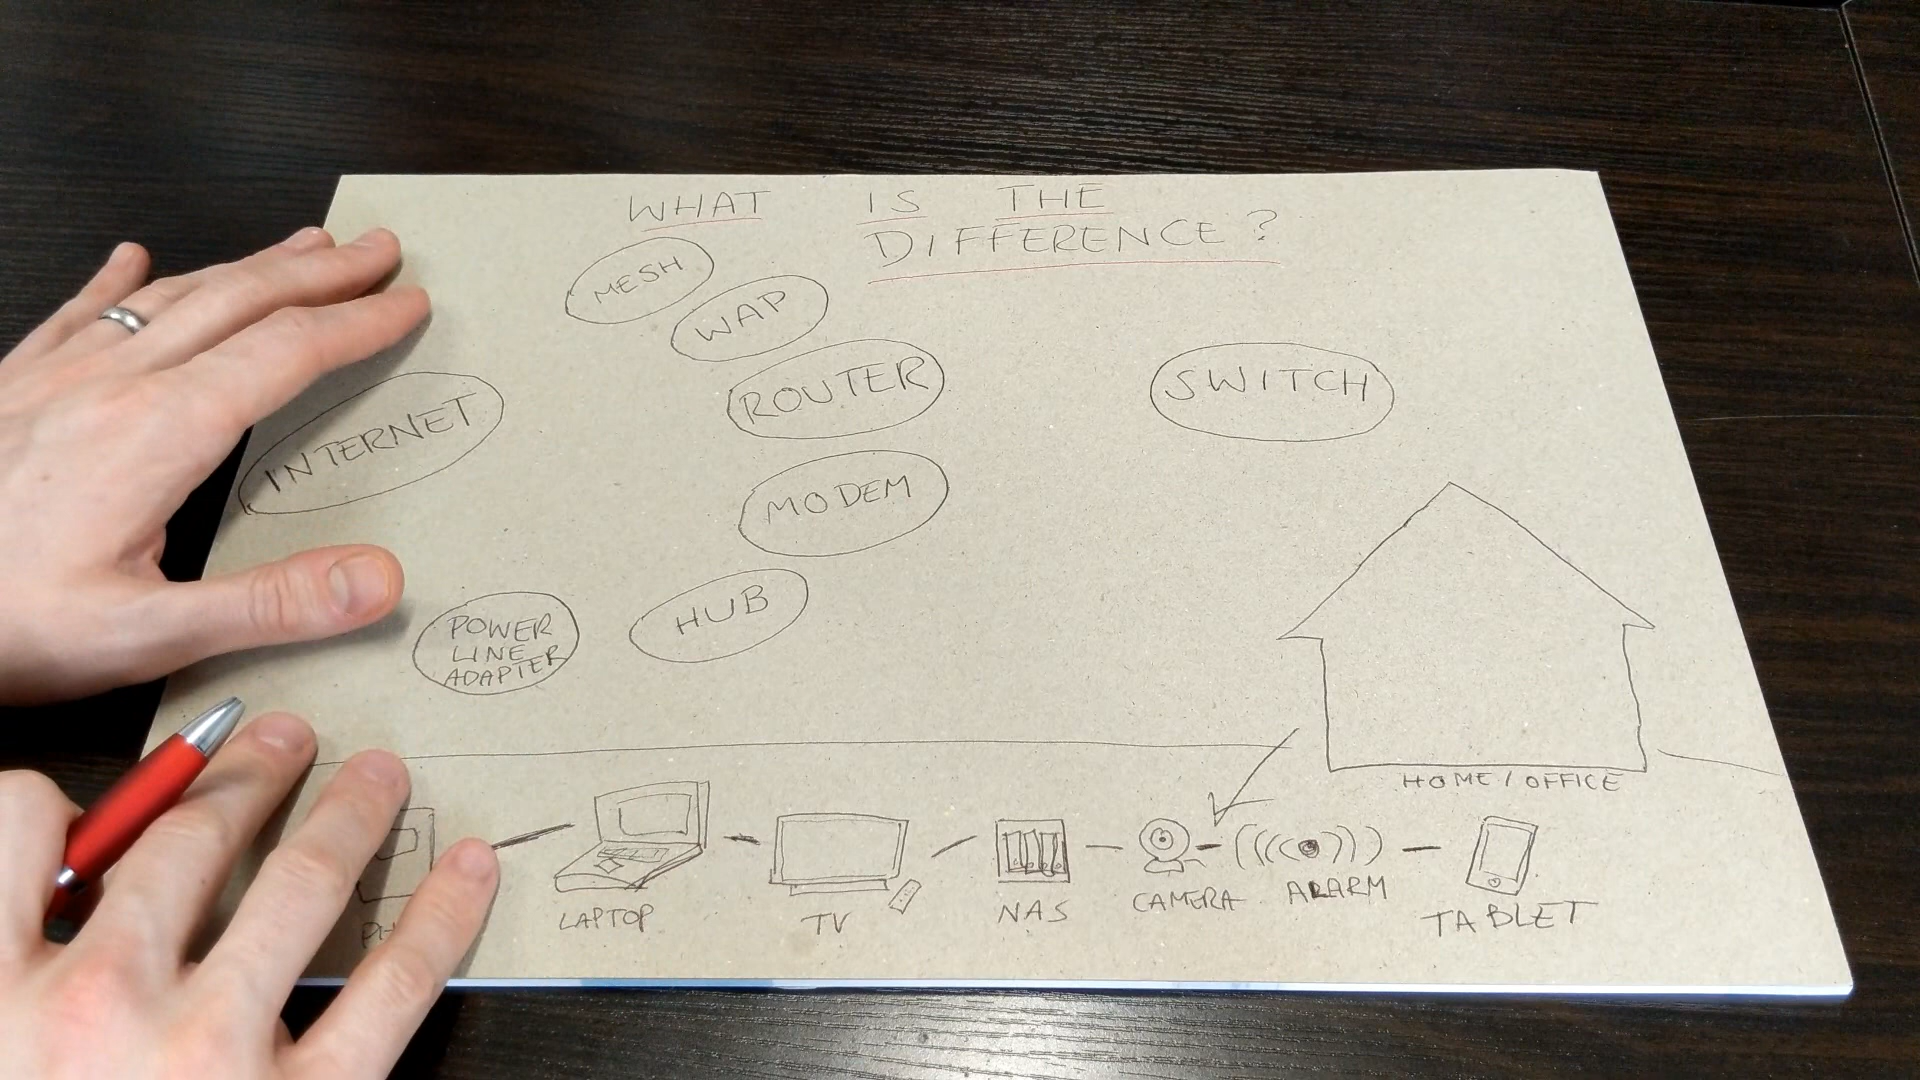 WHAT IS THE
DIFFERENCE?
MESH
WAP
ROUTER
SWITCH
INTERNET
MODEM
HUB
POWER
LINE
ADAPTER
HOME / OFFICE
LAPTOP
TV
NAS
CAMERA
ALARM
TABLET